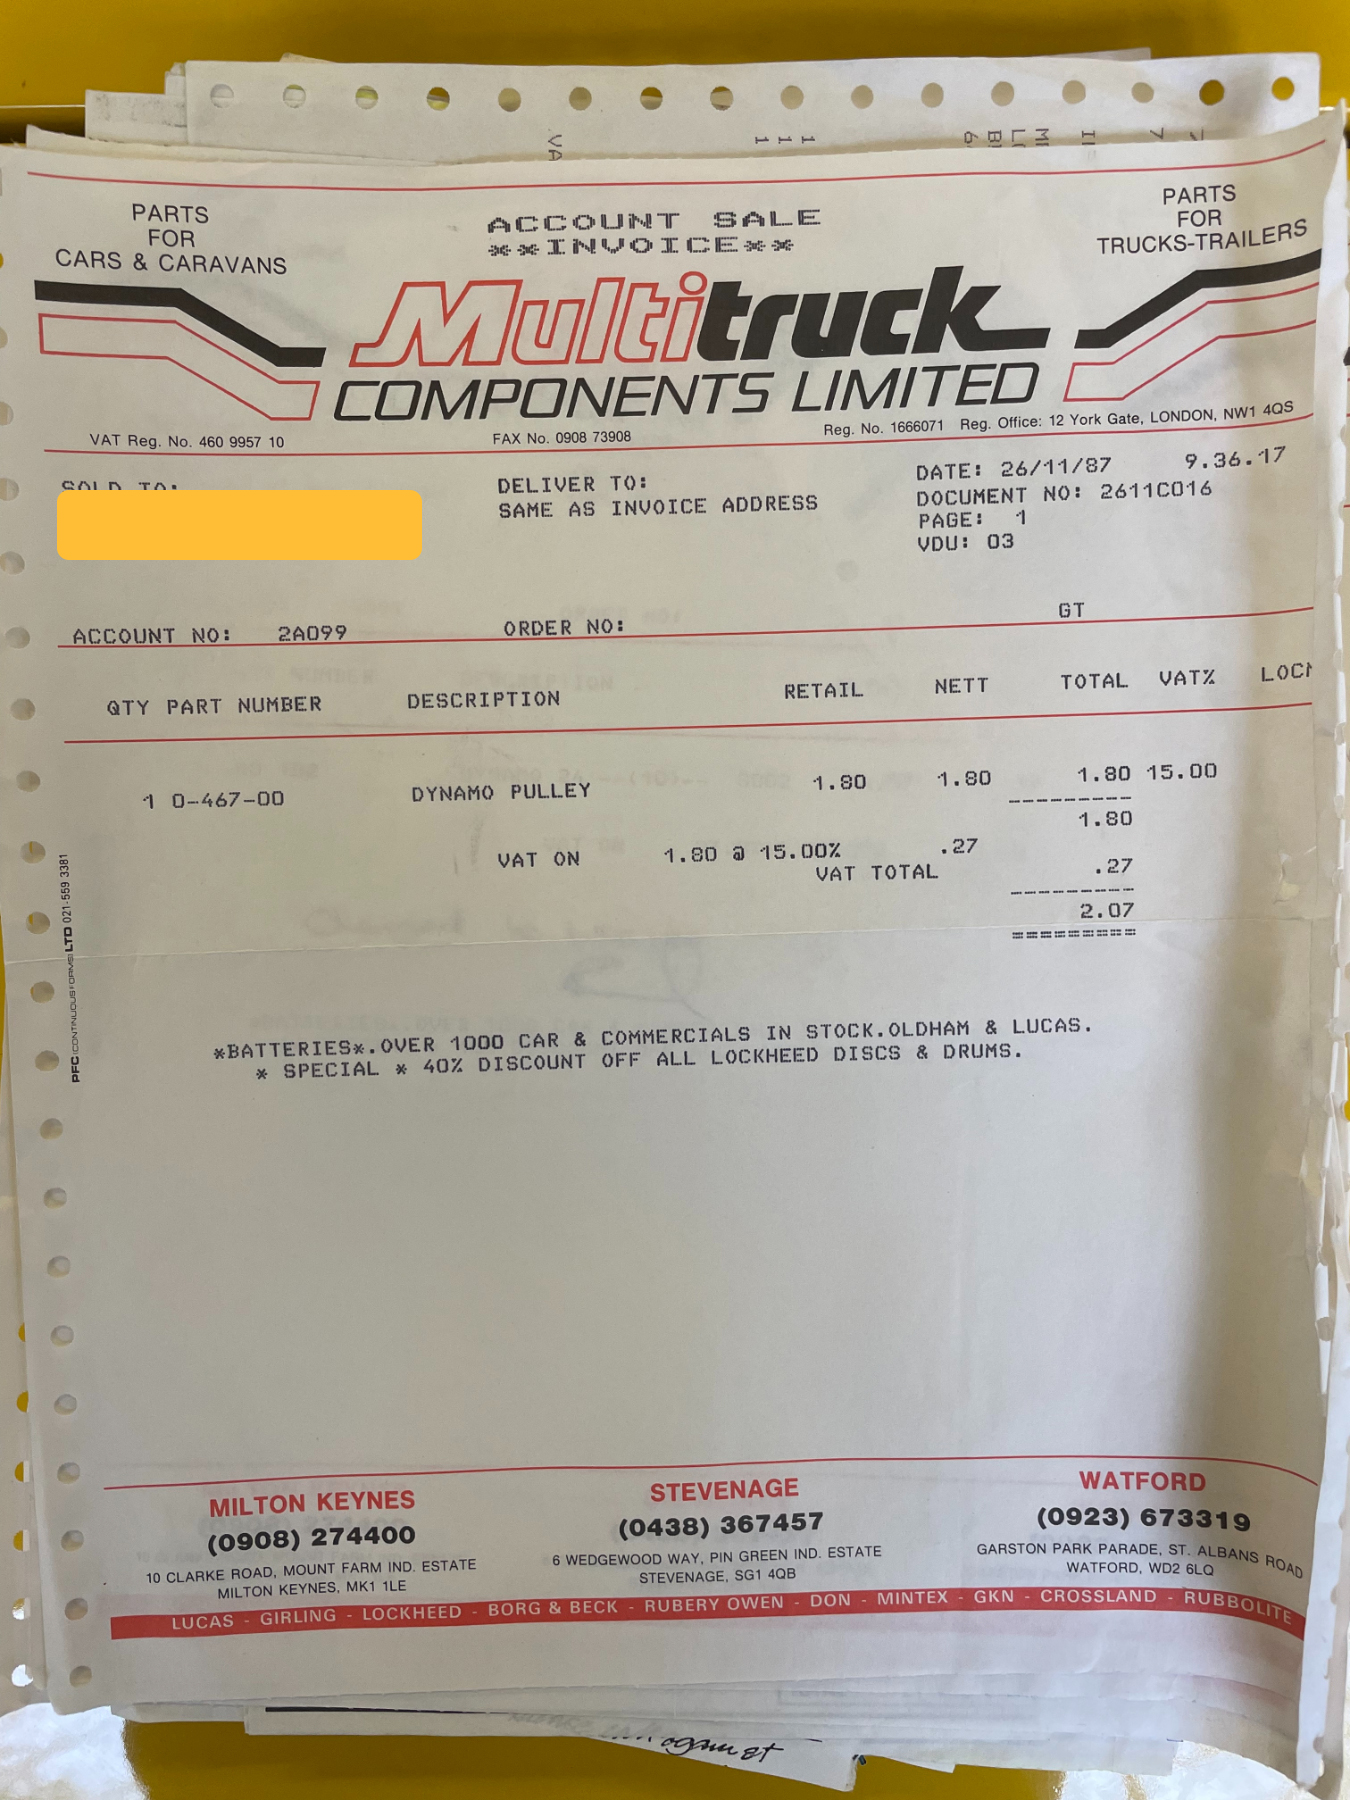 PARTS
FOR
CARS & CARAVANS
ACCOUNT SALE
**INVOICE**
PARTS
FOR
TRUCKS-TRAILERS
Multitruck
COMPONENTS LIMITED
VAT Reg. No. 460 9957 10
FAX No. 0908 73908
Reg. No. 1666071 Reg. Office: 12 York Gate, LONDON, NW1 4QS
SOLD TO:
DELIVER TO:
SAME AS INVOICE ADDRESS
DATE: 26/11/87 9.36.17
DOCUMENT NO: 2611C016
PAGE: 1
VDU: 03
GT
ACCOUNT NO: 2A099 ORDER NO:
QTY PART NUMBER DESCRIPTION RETAIL NETT TOTAL VAT%
1 0-467-00 DYNAMO PULLEY 1.80 1.80 1.80 15.00
1.80
VAT ON 1.80 @ 15.00% .27
VAT TOTAL .27
2.07
PFC (CONTINUOUS FORMS) LTD 021-559 3381
*BATTERIES*.OVER 1000 CAR & COMMERCIALS IN STOCK.OLDHAM & LUCAS.
* SPECIAL * 40% DISCOUNT OFF ALL LOCKHEED DISCS & DRUMS.
MILTON KEYNES
(0908) 274400
10 CLARKE ROAD, MOUNT FARM IND. ESTATE
MILTON KEYNES, MK1 1LE
STEVENAGE
(0438) 367457
6 WEDGEWOOD WAY, PIN GREEN IND. ESTATE
STEVENAGE, SG1 4QB
WATFORD
(0923) 673319
GARSTON PARK PARADE, ST. ALBANS ROAD
WATFORD, WD2 6LQ
LUCAS - GIRLING - LOCKHEED - BORG & BECK - RUBERY OWEN - DON - MINTEX - GKN - CROSSLAND - RUBBOLITE